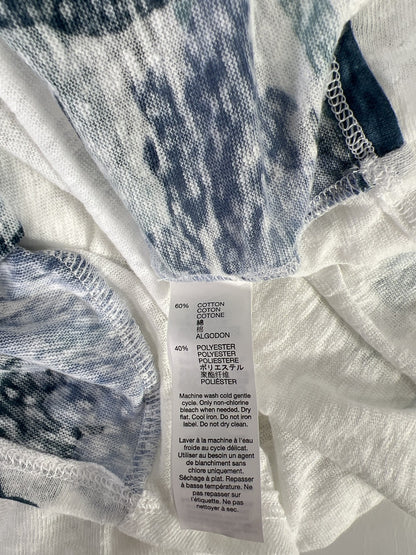 60% COTTON
COTON
COTONE
綿
棉
ALGODON
40% POLYESTER
POLYESTER
POLIESTERE
ポリエステル
聚酯纤维
POLIÉSTER
Machine wash cold gentle
cycle. Only non-chlorine
bleach when needed. Dry
flat. Cool iron. Do not iron
label. Do not dry clean.
Laver à la machine à l'eau
froide au cycle délicat.
Utiliser au besoin un agent
de blanchiment sans
chlore uniquement.
Séchage à plat. Repasser
à basse température. Ne
pas repasser sur
l'étiquette. Ne pas
nettoyer à sec.